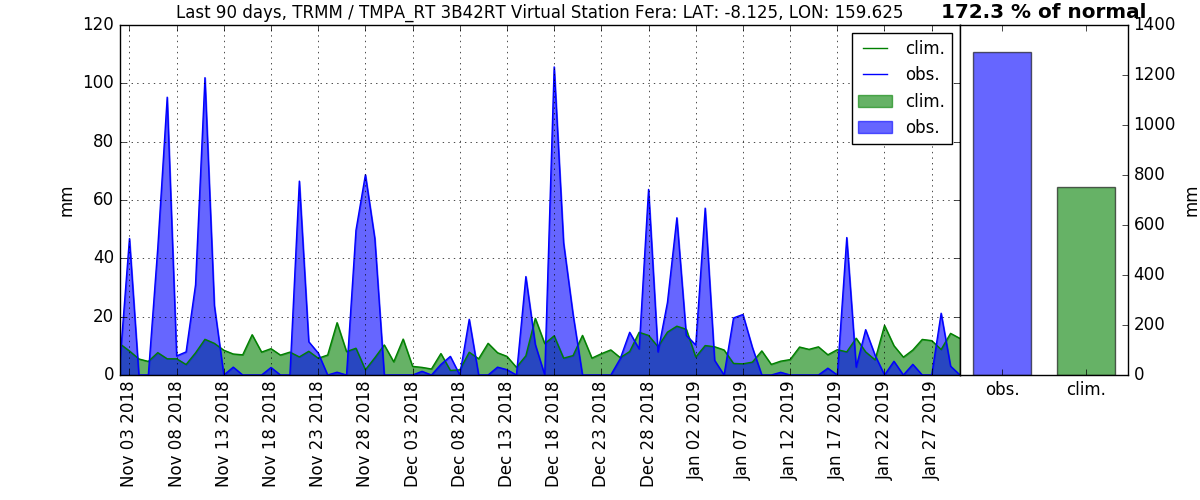 Last 90 days, TRMM / TMPA_RT 3B42RT Virtual Station Fera: LAT: -8.125, LON: 159.625
172.3 % of normal
120
100
80
60
40
20
0
mm
clim.
obs.
clim.
obs.
1400
1200
1000
800
600
400
200
0
mm
Nov 03 2018
Nov 08 2018
Nov 13 2018
Nov 18 2018
Nov 23 2018
Nov 28 2018
Dec 03 2018
Dec 08 2018
Dec 13 2018
Dec 18 2018
Dec 23 2018
Dec 28 2018
Jan 02 2019
Jan 07 2019
Jan 12 2019
Jan 17 2019
Jan 22 2019
Jan 27 2019
obs.
clim.